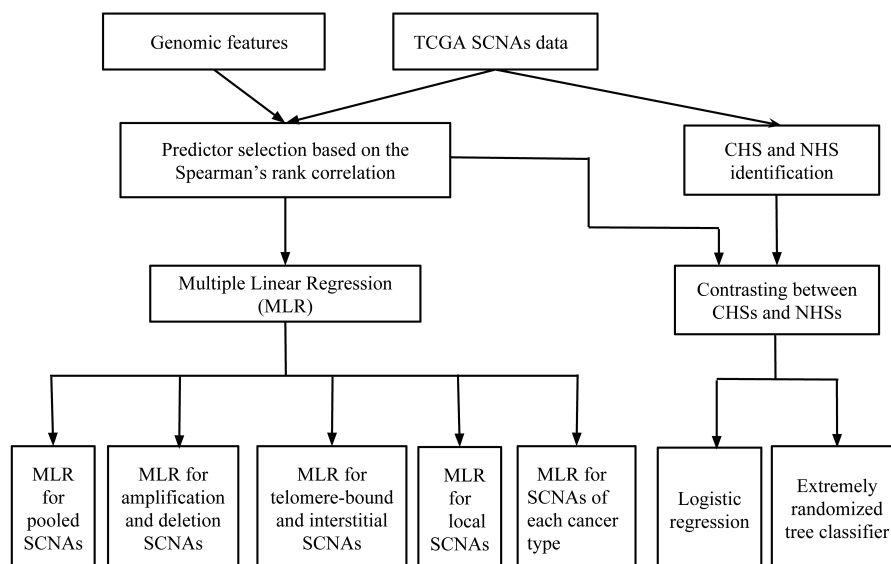 Genomic features
TCGA SCNAs data
Predictor selection based on the
Spearman's rank correlation
CHS and NHS
identification
Multiple Linear Regression
(MLR)
Contrasting between
CHSs and NHSs
MLR
for
pooled
SCNAs
MLR for
amplification
and deletion
SCNAs
MLR for
telomere-bound
and interstitial
SCNAs
MLR
for
local
SCNAs
MLR for
SCNAs of
each cancer
type
Logistic
regression
Extremely
randomized
tree classifier